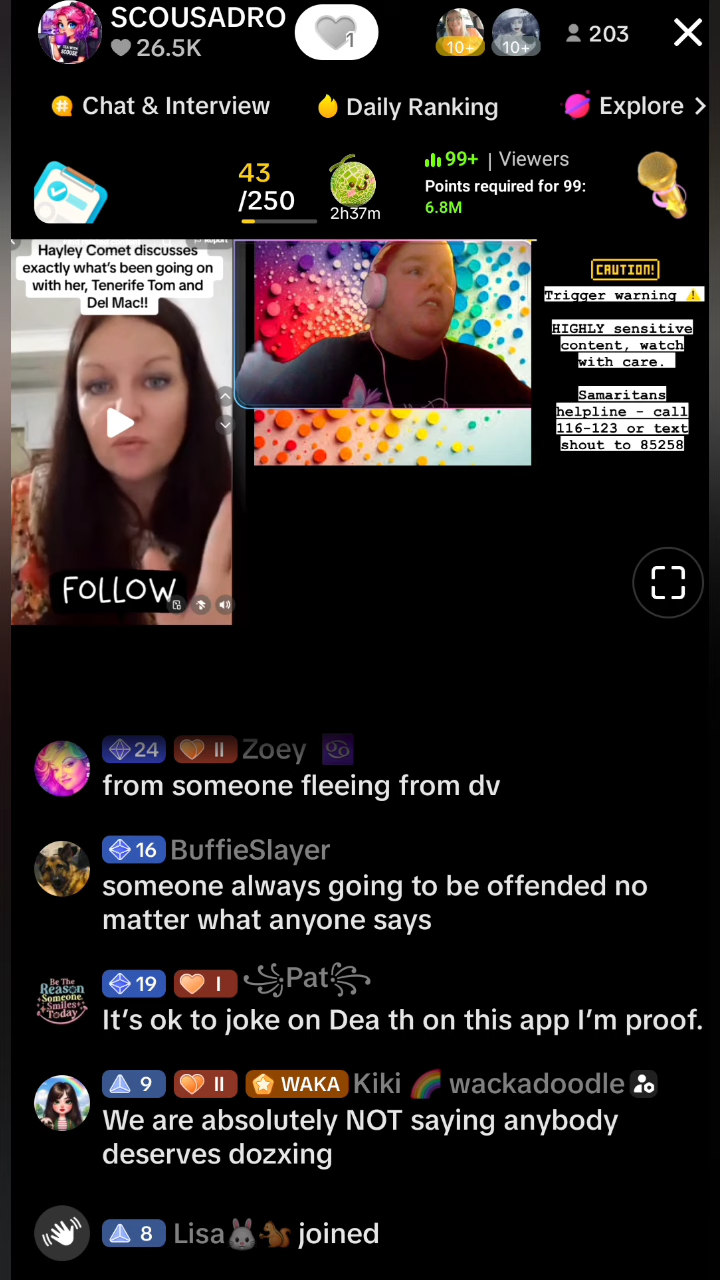 SCOUSADRO
26.5K
1
10+
10+
203
Chat & Interview
Daily Ranking
Explore >
43
/250
2h37m
99+ | Viewers
Points required for 99:
6.8M
Hayley Comet discusses
exactly what's been going on
with her, Tenerife Tom and
Del Mac!!
FOLLOW
CAUTION!
Trigger warning ⚠️
HIGHLY sensitive
content, watch
with care.
Samaritans
helpline - call
116-123 or text
shout to 85258
24 II Zoey ♋
from someone fleeing from dv
16 BuffieSlayer
someone always going to be offended no
matter what anyone says
Be The
Reason
Someone
Smiles
Today
19 I ꧁Pat꧂
It's ok to joke on Dea th on this app I'm proof.
9 II WAKA Kiki 🌈 wackadoodle
We are absolutely NOT saying anybody
deserves dozxing
8 Lisa🐰🐿️ joined